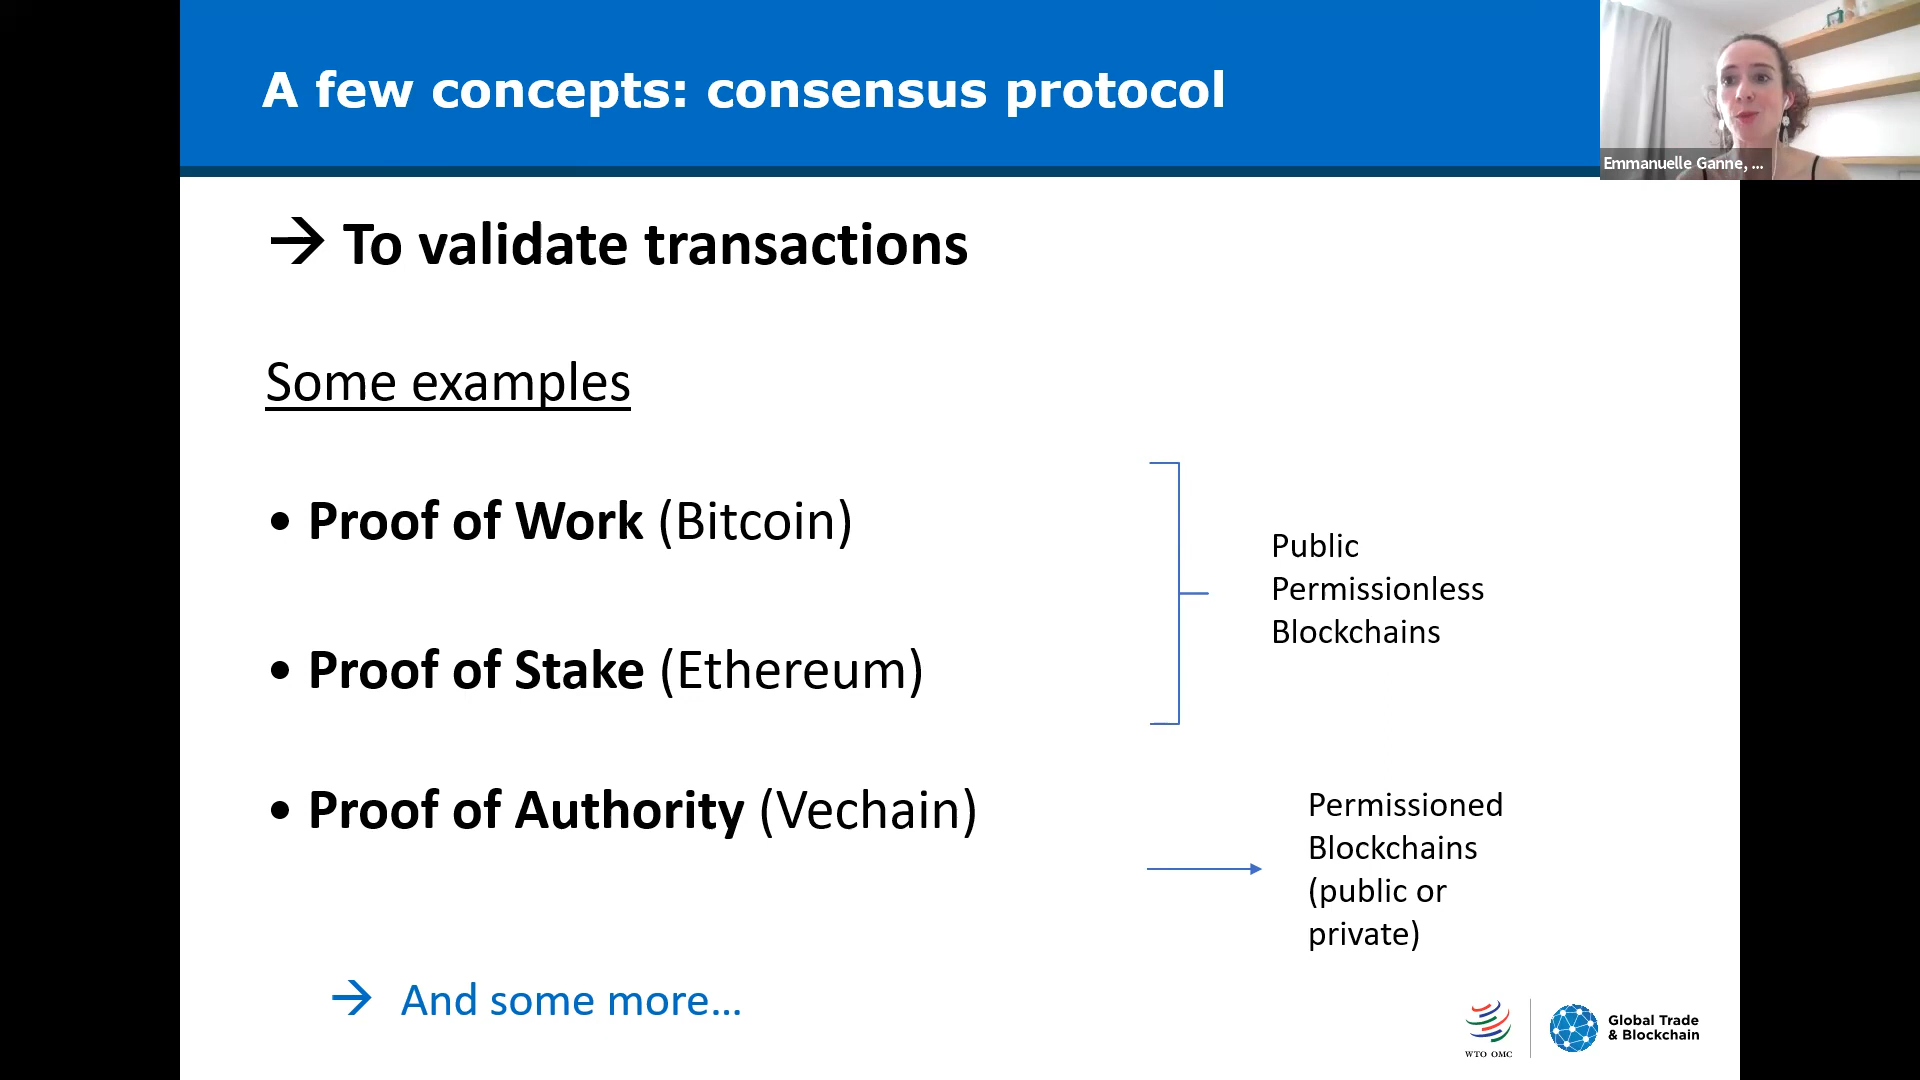 A few concepts: consensus protocol
Emmanuelle Ganne, ...
→ To validate transactions
Some examples
• Proof of Work (Bitcoin)
• Proof of Stake (Ethereum)
• Proof of Authority (Vechain)
Public
Permissionless
Blockchains
Permissioned
Blockchains
(public or
private)
→ And some more...
WTO OMC
Global Trade
& Blockchain